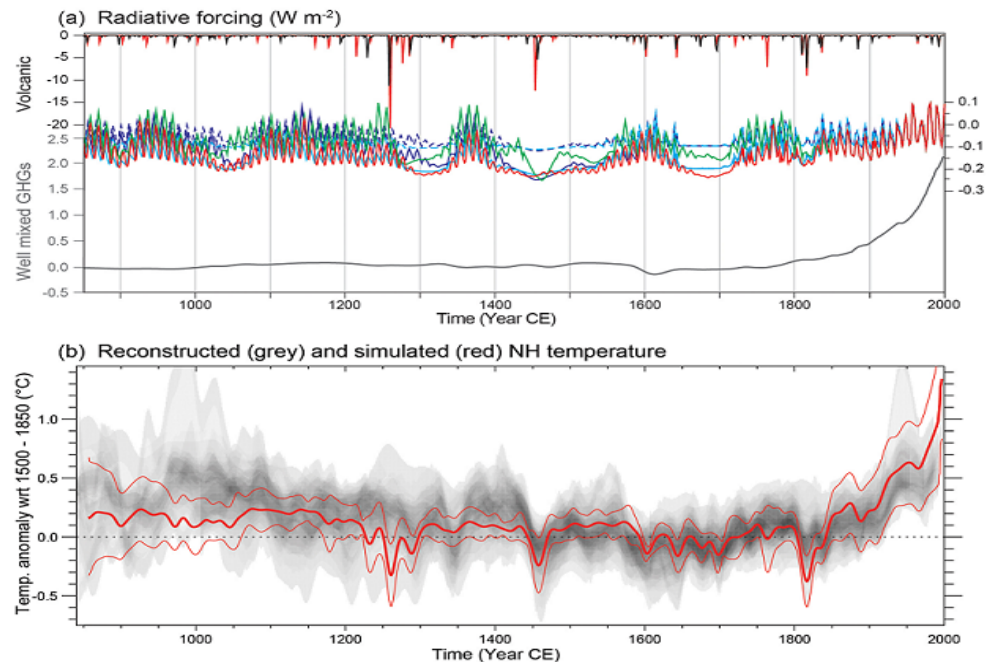 (a) Radiative forcing (W m-2)
Volcanic
0
-5
-10
-15
-20
Well mixed GHGs
2.5
2.0
1.5
1.0
0.5
0.0
-0.5
0.1
0.0
-0.1
-0.2
-0.3
1000 1200 1400 1600 1800 2000
Time (Year CE)
(b) Reconstructed (grey) and simulated (red) NH temperature
Temp. anomaly wrt 1500 - 1850 (°C)
1.0
0.5
0.0
-0.5
1000 1200 1400 1600 1800 2000
Time (Year CE)